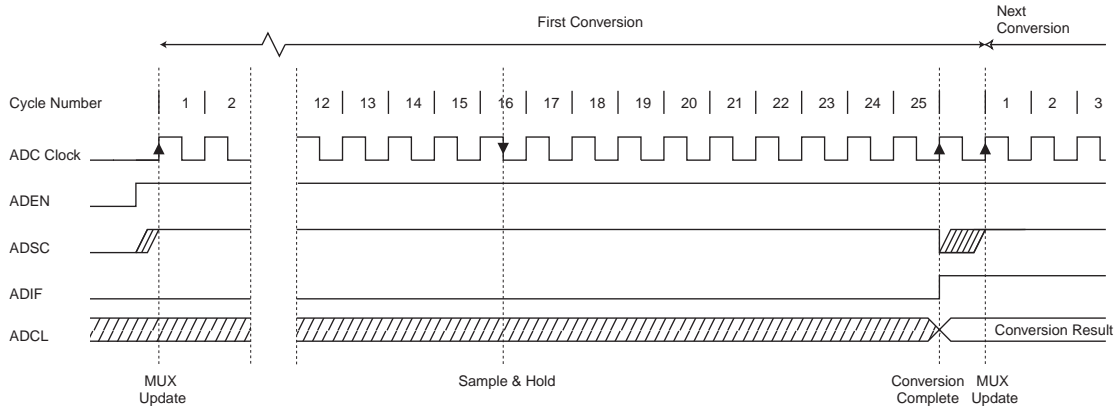 First Conversion
Next
Conversion
Cycle Number 1 2 12 13 14 15 16 17 18 19 20 21 22 23 24 25 1 2 3
ADC Clock
ADEN
ADSC
ADIF
ADCL
Conversion Result
MUX
Update
Sample & Hold
Conversion
Complete
MUX
Update